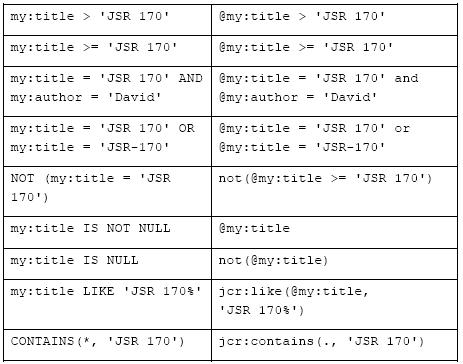 my:title > 'JSR 170'
@my:title > 'JSR 170'
my:title >= 'JSR 170'
@my:title >= 'JSR 170'
my:title = 'JSR 170' AND
my:author = 'David'
@my:title = 'JSR 170' and
@my:author = 'David'
my:title = 'JSR 170' OR
my:title = 'JSR-170'
@my:title = 'JSR 170' or
@my:title = 'JSR-170'
NOT (my:title = 'JSR
170')
not(@my:title >= 'JSR 170')
my:title IS NOT NULL
@my:title
my:title IS NULL
not(@my:title)
my:title LIKE 'JSR 170%'
jcr:like(@my:title,
'JSR 170%')
CONTAINS(*, 'JSR 170')
jcr:contains(., 'JSR 170')